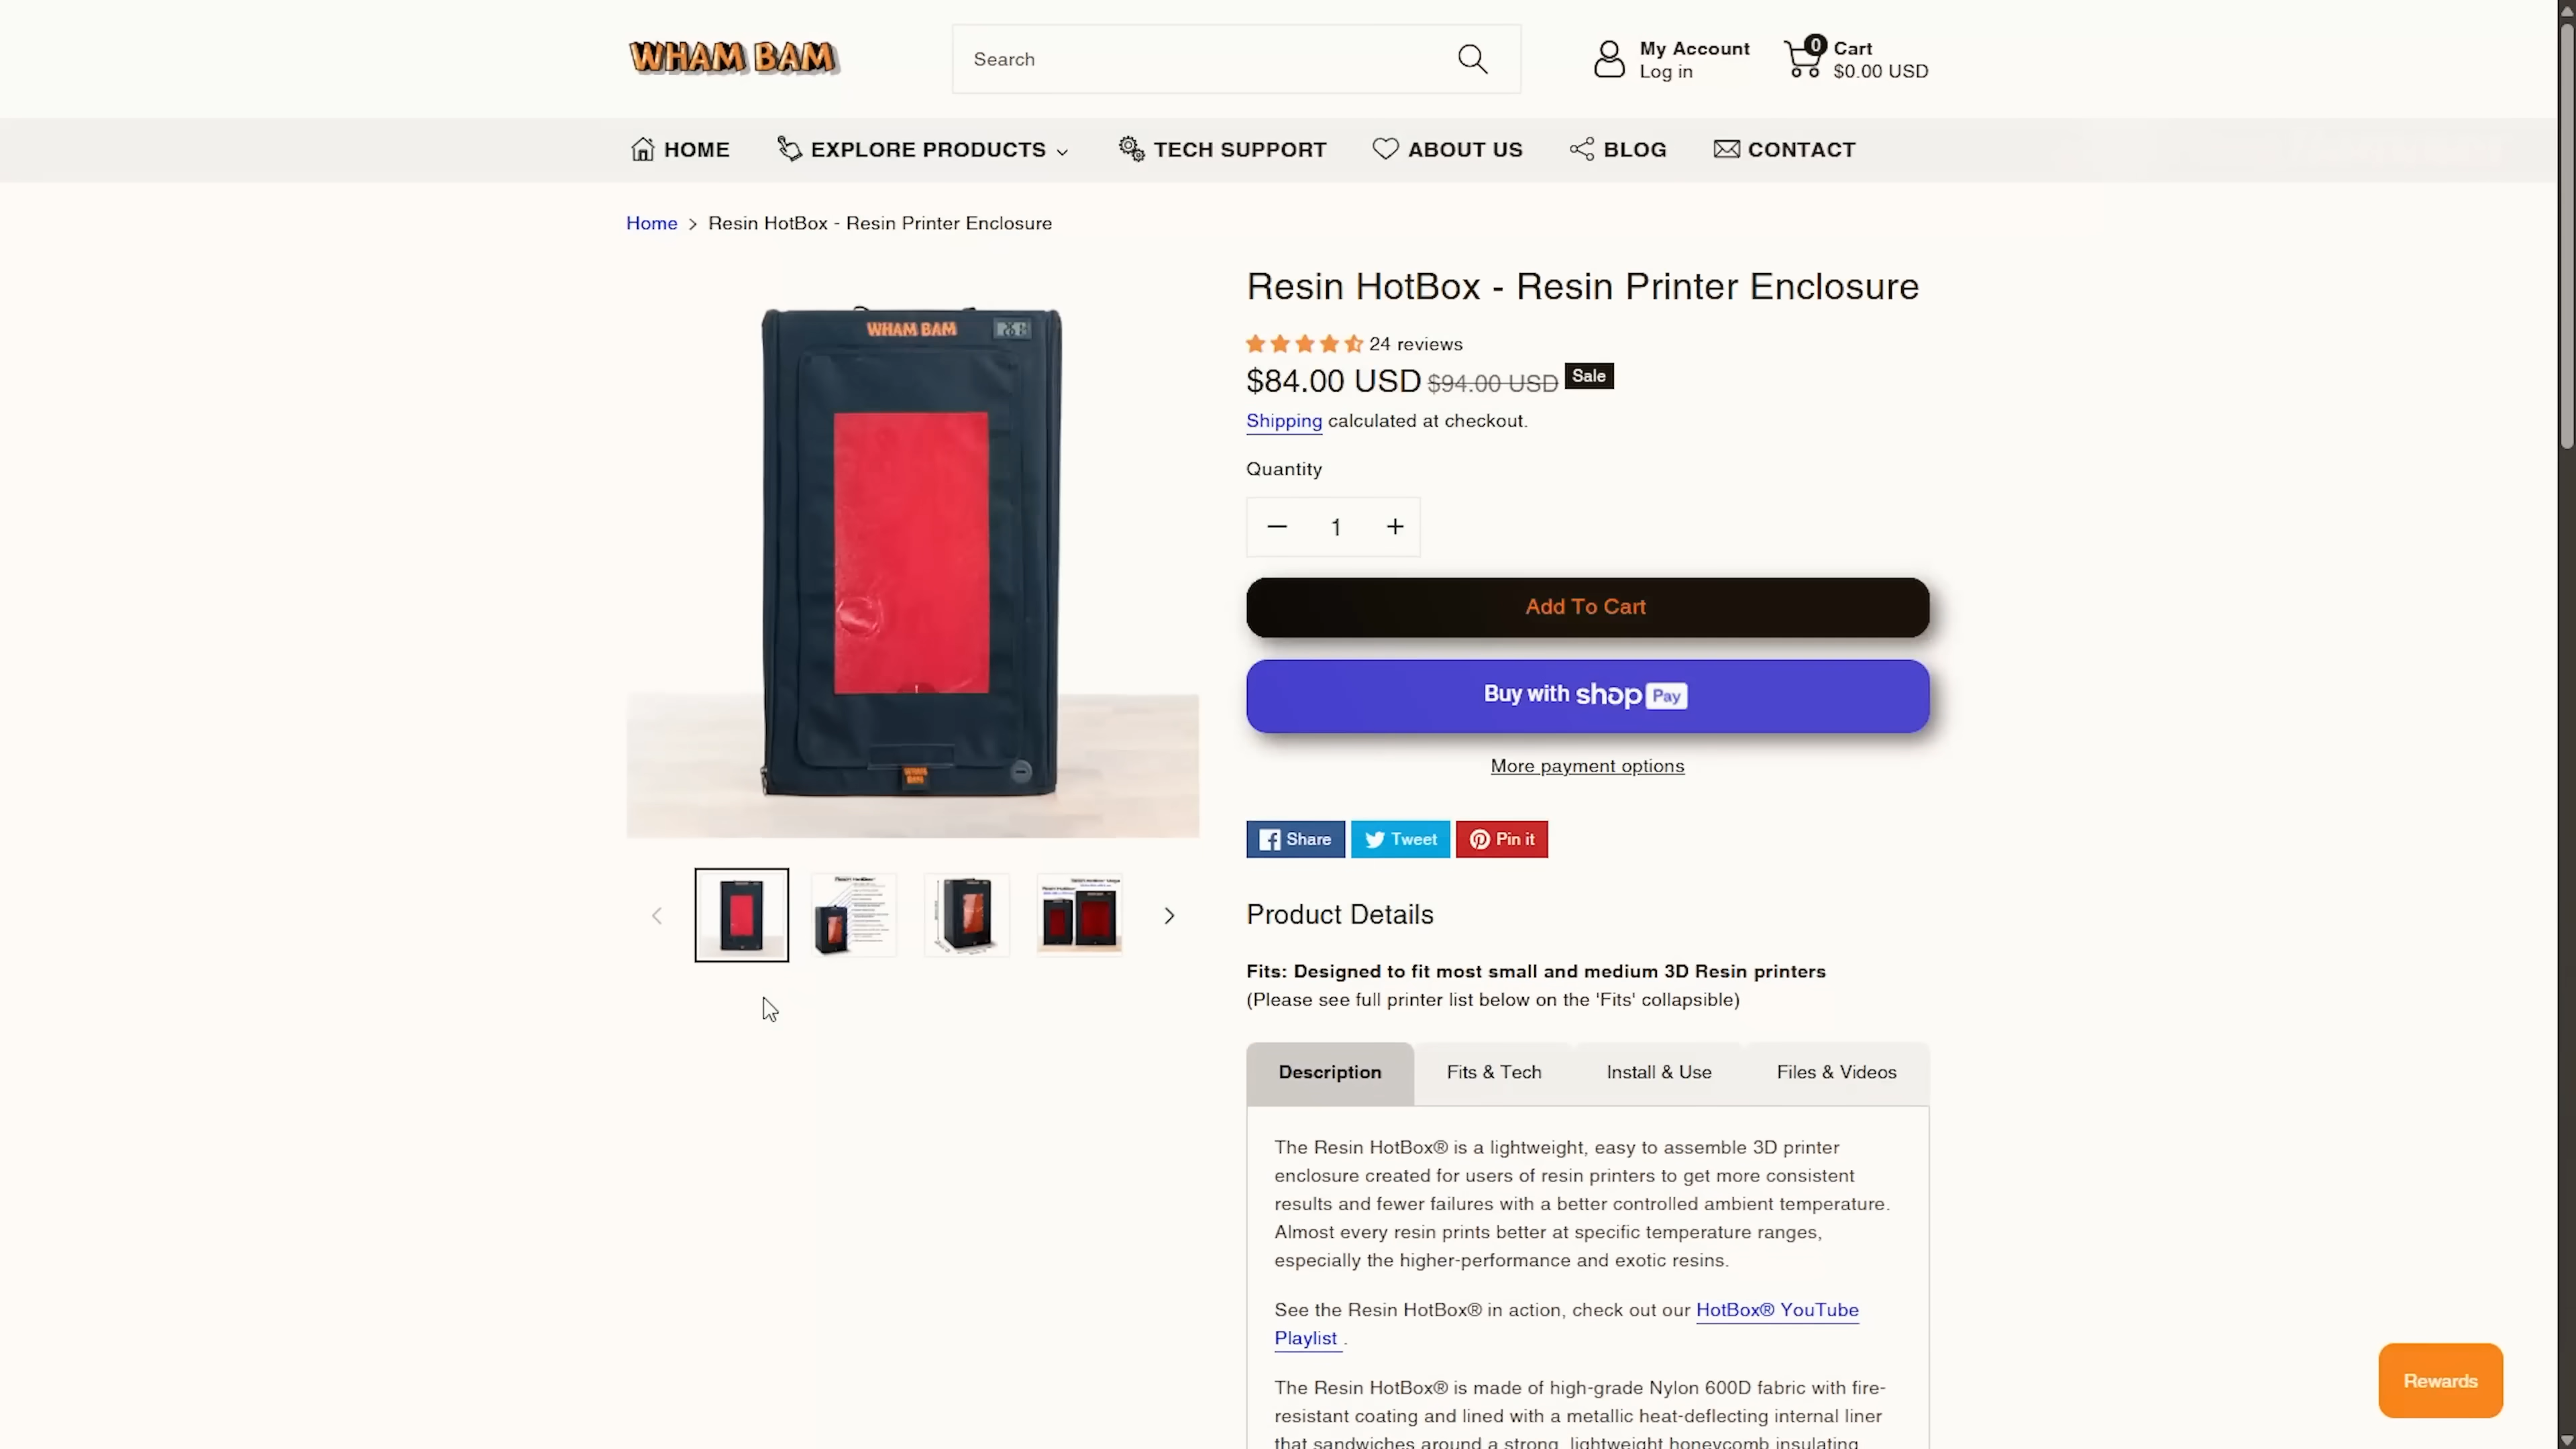 WHAM BAM
Search
My Account
Log in
0
Cart
$0.00 USD
HOME
EXPLORE PRODUCTS
TECH SUPPORT
ABOUT US
BLOG
CONTACT
Home > Resin HotBox - Resin Printer Enclosure
WHAM BAM
WHAM
BAM
Resin HotBox - Resin Printer Enclosure
24 reviews
$84.00 USD $94.00 USD Sale
Shipping calculated at checkout.
Quantity
− 1 +
Add To Cart
Buy with shop Pay
More payment options
Share
Tweet
Pin it
Product Details
Fits: Designed to fit most small and medium 3D Resin printers
(Please see full printer list below on the 'Fits' collapsible)
Description
Fits & Tech
Install & Use
Files & Videos
The Resin HotBox® is a lightweight, easy to assemble 3D printer
enclosure created for users of resin printers to get more consistent
results and fewer failures with a better controlled ambient temperature.
Almost every resin prints better at specific temperature ranges,
especially the higher-performance and exotic resins.
See the Resin HotBox® in action, check out our HotBox® YouTube
Playlist .
The Resin HotBox® is made of high-grade Nylon 600D fabric with fire-
resistant coating and lined with a metallic heat-deflecting internal liner
that sandwiches around a strong, lightweight honeycomb insulating
Rewards